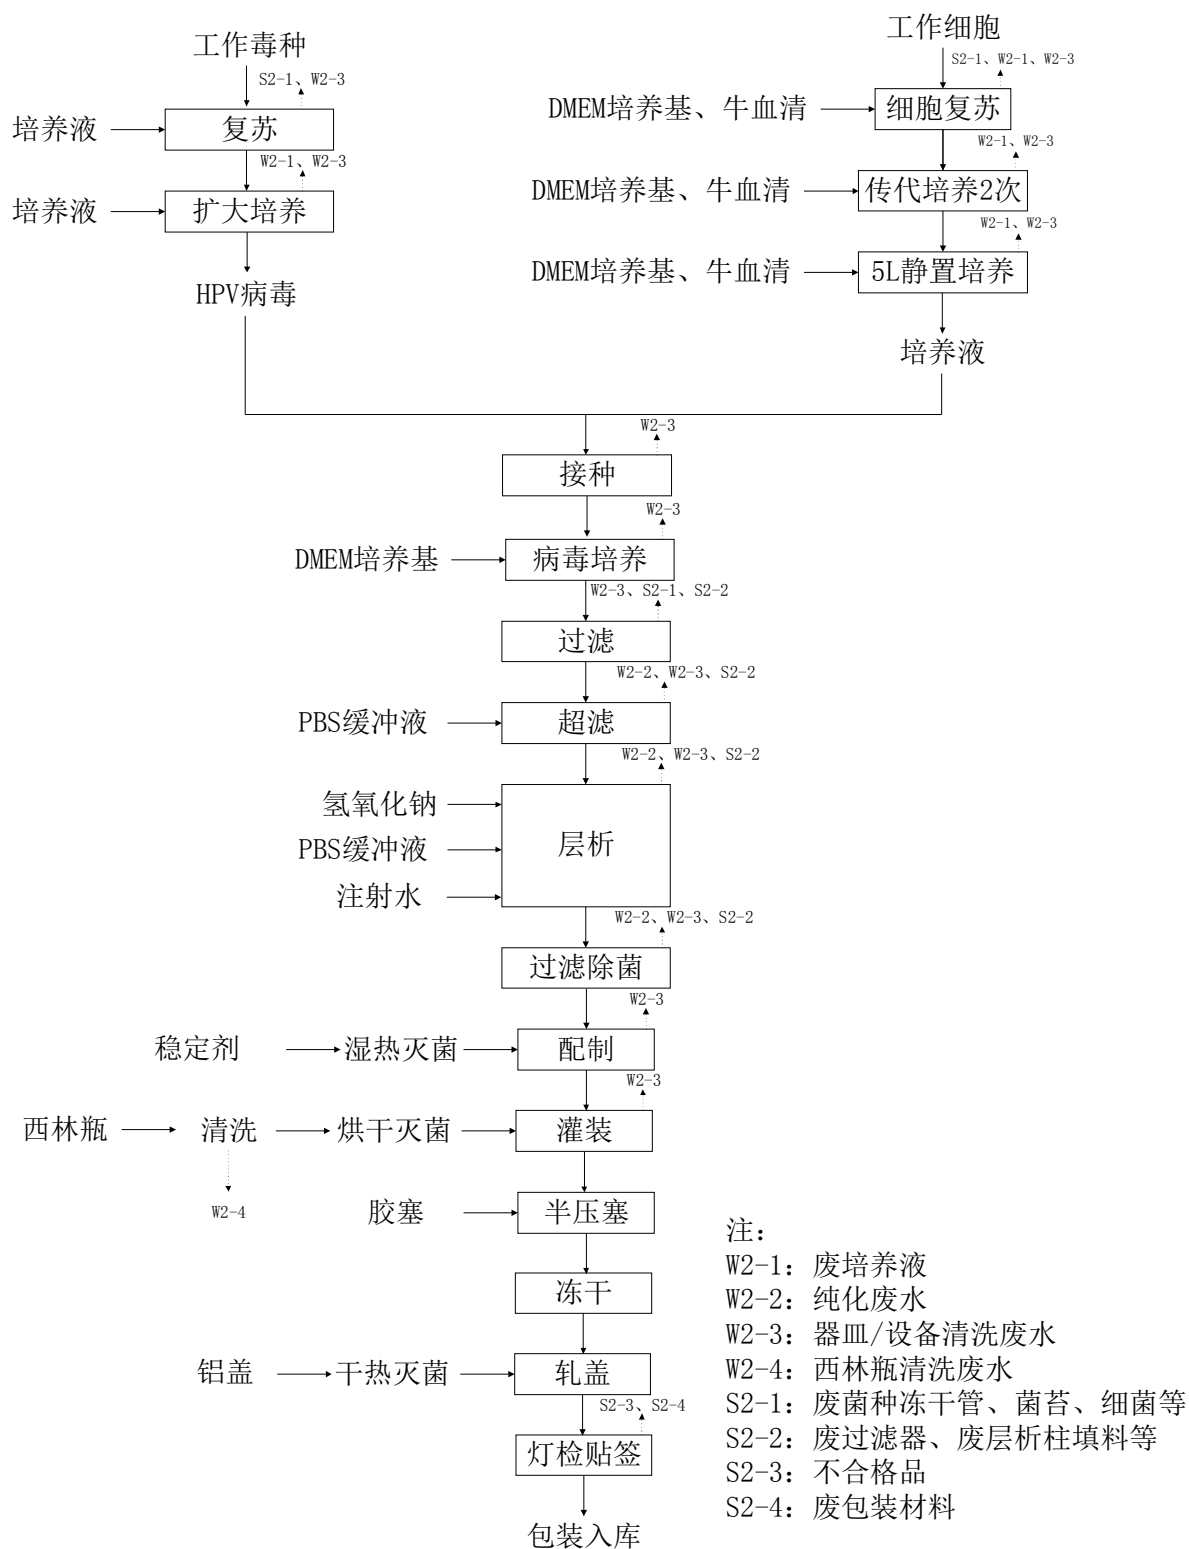 工作毒种
工作细胞
S2-1、W2-3
S2-1、W2-1、W2-3
培养液
复苏
DMEM培养基、牛血清
细胞复苏
W2-1、W2-3
W2-1、W2-3
培养液
扩大培养
DMEM培养基、牛血清
传代培养2次
W2-1、W2-3
HPV病毒
DMEM培养基、牛血清
5L静置培养
培养液
W2-3
接种
W2-3
DMEM培养基
病毒培养
W2-3、S2-1、S2-2
过滤
W2-2、W2-3、S2-2
PBS缓冲液
超滤
W2-2、W2-3、S2-2
氢氧化钠
PBS缓冲液
层析
注射水
W2-2、W2-3、S2-2
过滤除菌
W2-3
稳定剂
湿热灭菌
配制
W2-3
西林瓶
清洗
烘干灭菌
灌装
W2-4
胶塞
半压塞
冻干
铝盖
干热灭菌
轧盖
S2-3、S2-4
灯检贴签
包装入库
注：
W2-1：废培养液
W2-2：纯化废水
W2-3：器皿/设备清洗废水
W2-4：西林瓶清洗废水
S2-1：废菌种冻干管、菌苔、细菌等
S2-2：废过滤器、废层析柱填料等
S2-3：不合格品
S2-4：废包装材料